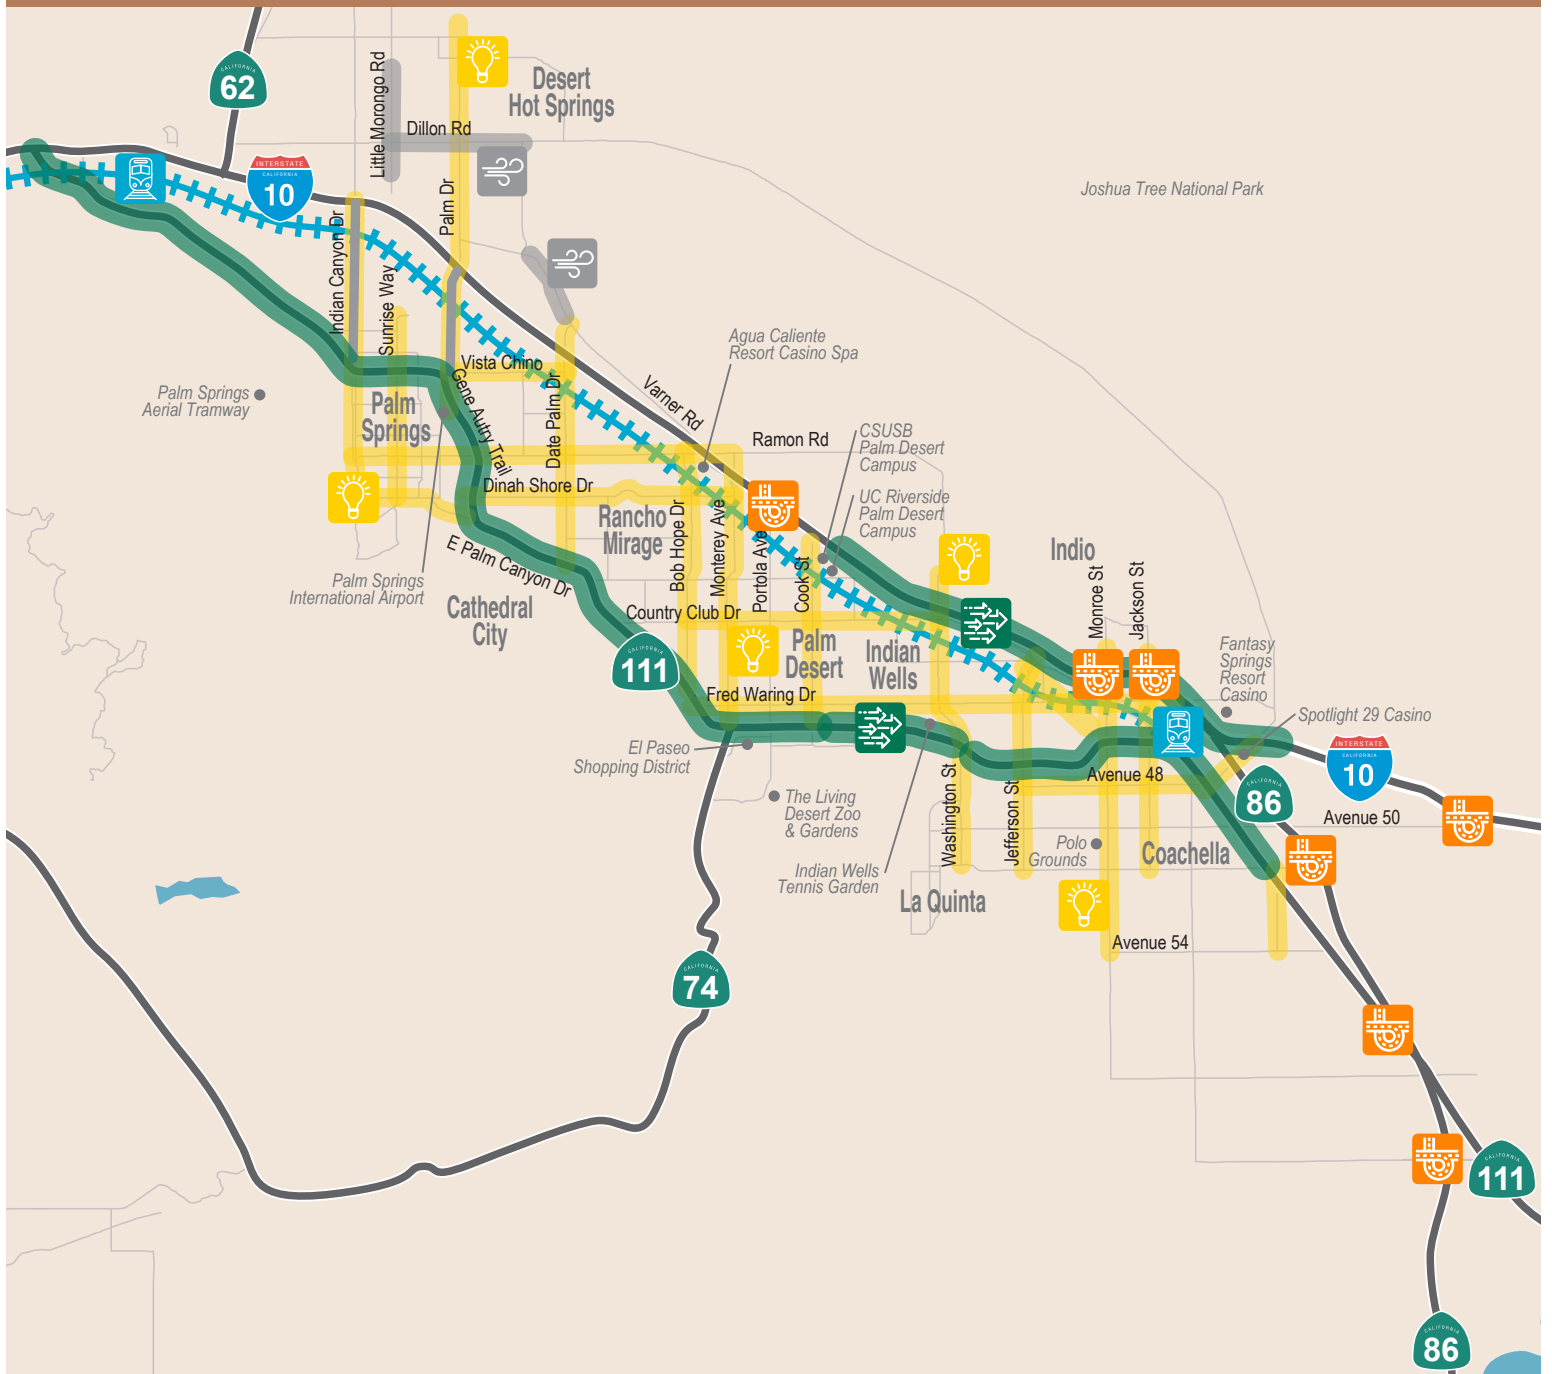 CALIFORNIA
62
Little Morongo Rd
Desert
Hot Springs
Dillon Rd
INTERSTATE
CALIFORNIA
10
Palm Dr
Joshua Tree National Park
Indian Canyon Dr
Sunrise Way
Agua Caliente
Resort Casino Spa
Vista Chino
Varner Rd
Palm Springs
Aerial Tramway
Palm
Springs
Gene Autry Trail
Date Palm Dr
Ramon Rd
CSUSB
Palm Desert
Campus
Dinah Shore Dr
UC Riverside
Palm Desert
Campus
Rancho
Mirage
Bob Hope Dr
Monterey Ave
Portola Ave
Cook St
Indio
Monroe St
Jackson St
E Palm Canyon Dr
Palm Springs
International Airport
Cathedral
City
Country Club Dr
Palm
Desert
Indian
Wells
CALIFORNIA
111
Fantasy
Springs
Resort
Casino
Fred Waring Dr
Spotlight 29 Casino
El Paseo
Shopping District
INTERSTATE
CALIFORNIA
10
Avenue 48
CALIFORNIA
86
The Living
Desert Zoo
& Gardens
Washington St
Jefferson St
Avenue 50
Polo
Grounds
Coachella
Indian Wells
Tennis Garden
La Quinta
Avenue 54
CALIFORNIA
74
CALIFORNIA
111
CALIFORNIA
86